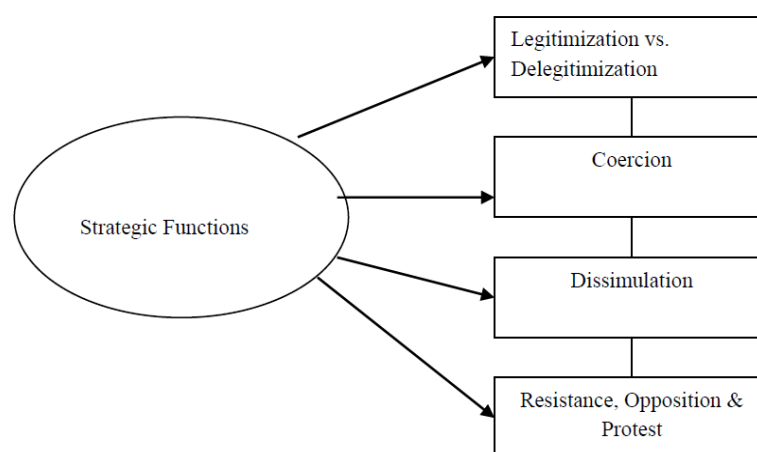 Legitimization vs.
Delegitimization
Coercion
Strategic Functions
Dissimulation
Resistance, Opposition &
Protest